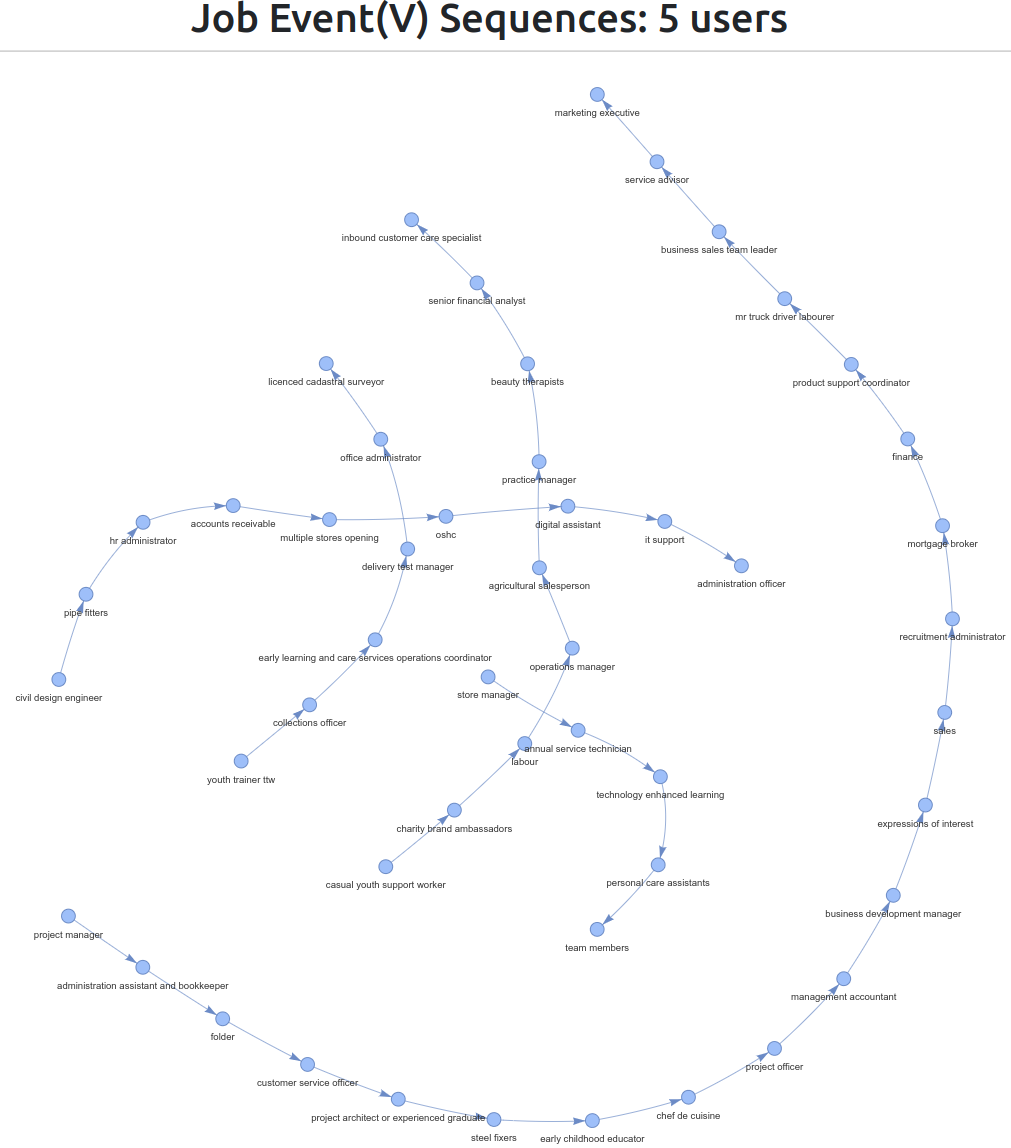 Job Event(V) Sequences: 5 users
marketing executive
service advisor
inbound customer care specialist
business sales team leader
senior financial analyst
mr truck driver labourer
licenced cadastral surveyor
beauty therapists
product support coordinator
office administrator
finance
practice manager
accounts receivable
digital assistant
multiple stores opening
oshc
hr administrator
it support
mortgage broker
delivery test manager
agricultural salesperson
administration officer
pipe fitters
recruitment administrator
early learning and care services operations coordinator
operations manager
store manager
civil design engineer
collections officer
sales
annual service technician
labour
youth trainer ttw
technology enhanced learning
expressions of interest
charity brand ambassadors
personal care assistants
casual youth support worker
business development manager
project manager
team members
administration assistant and bookkeeper
management accountant
folder
project officer
customer service officer
project architect or experienced graduate
chef de cuisine
steel fixers
early childhood educator